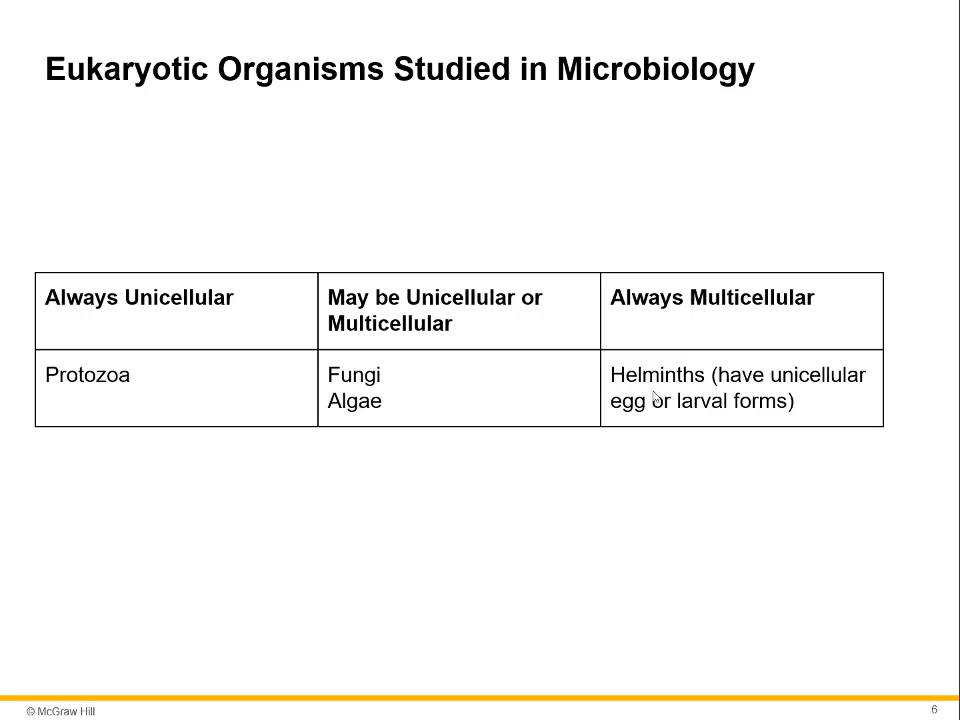 Eukaryotic Organisms Studied in Microbiology
Always Unicellular
May be Unicellular or
Multicellular
Always Multicellular
Protozoa
Fungi
Algae
Helminths (have unicellular
egg or larval forms)
© McGraw Hill
6